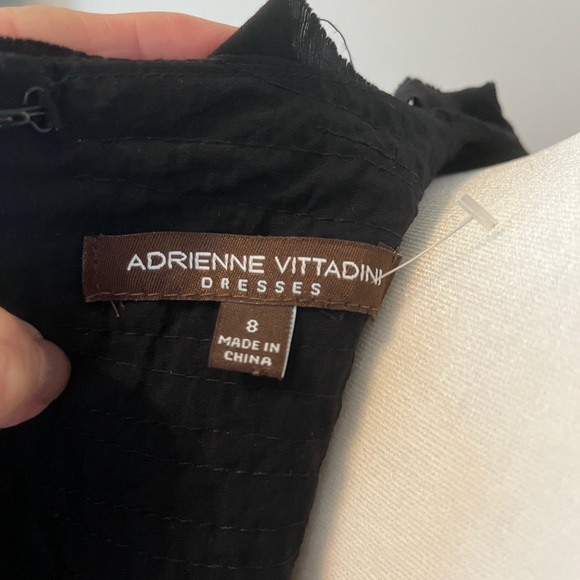 ADRIENNE VITTADINI
DRESSES
8
MADE IN
CHINA